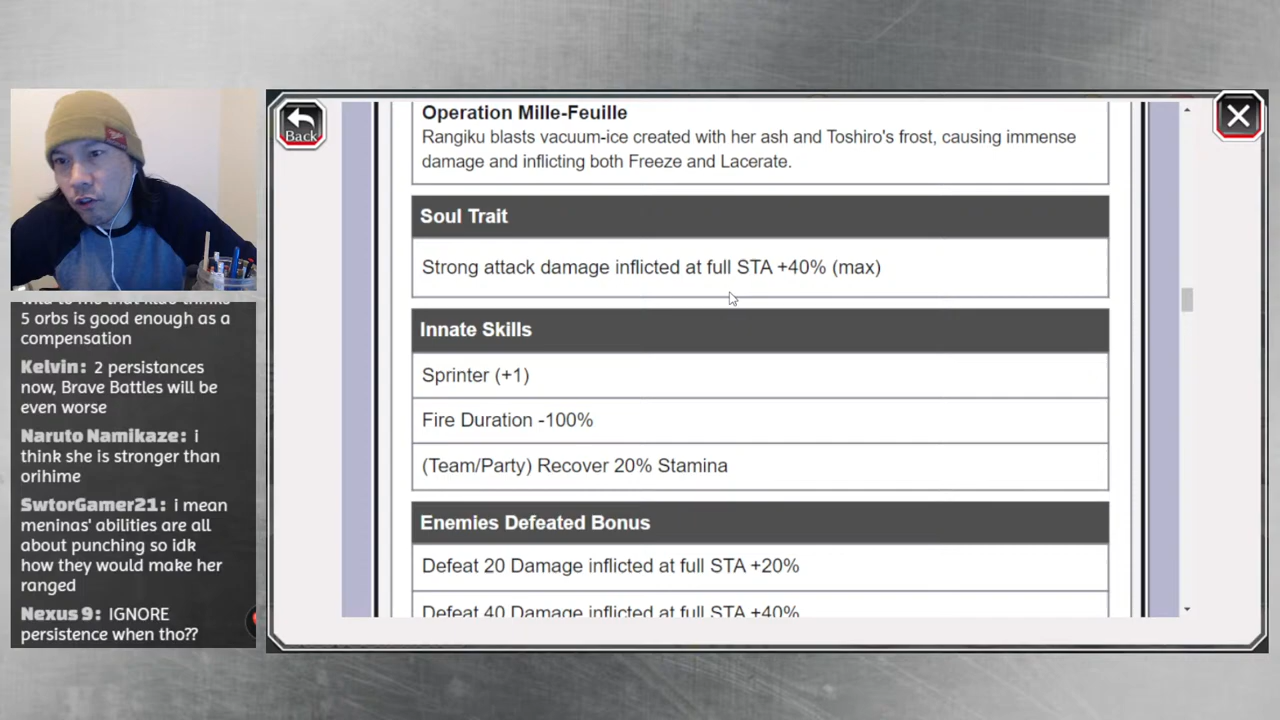 Back
Operation Mille-Feuille
Rangiku blasts vacuum-ice created with her ash and Toshiro's frost, causing immense
damage and inflicting both Freeze and Lacerate.
Soul Trait
Strong attack damage inflicted at full STA +40% (max)
Innate Skills
Sprinter (+1)
Fire Duration -100%
(Team/Party) Recover 20% Stamina
Enemies Defeated Bonus
Defeat 20 Damage inflicted at full STA +20%
Defeat 40 Damage inflicted at full STA +40%
5 orbs is good enough as a
compensation
Kelvin: 2 persistances
now, Brave Battles will be
even worse
Naruto Namikaze: i
think she is stronger than
orihime
SwtorGamer21: i mean
meninas' abilities are all
about punching so idk
how they would make her
ranged
Nexus 9: IGNORE
persistence when tho??